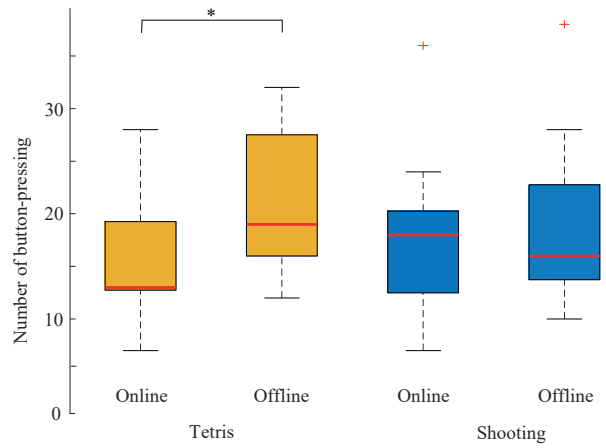 *
Number of button-pressing
30
20
10
0
Online Offline Online Offline
Tetris Shooting